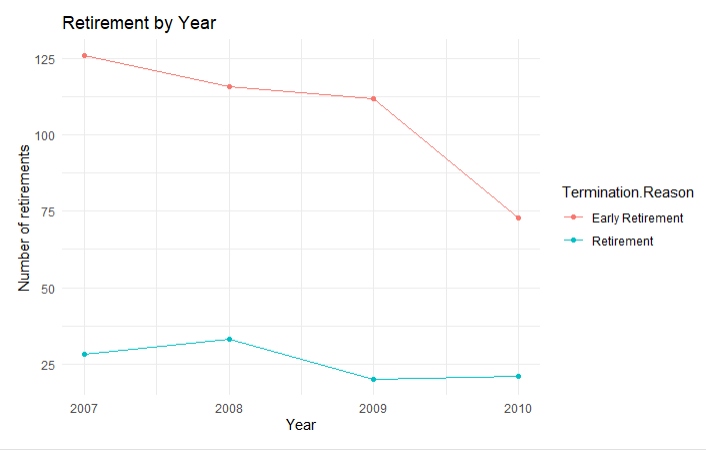 Retirement by Year
Number of retirements
125
100
75
50
25
2007 2008 2009 2010
Year
Termination.Reason
Early Retirement
Retirement